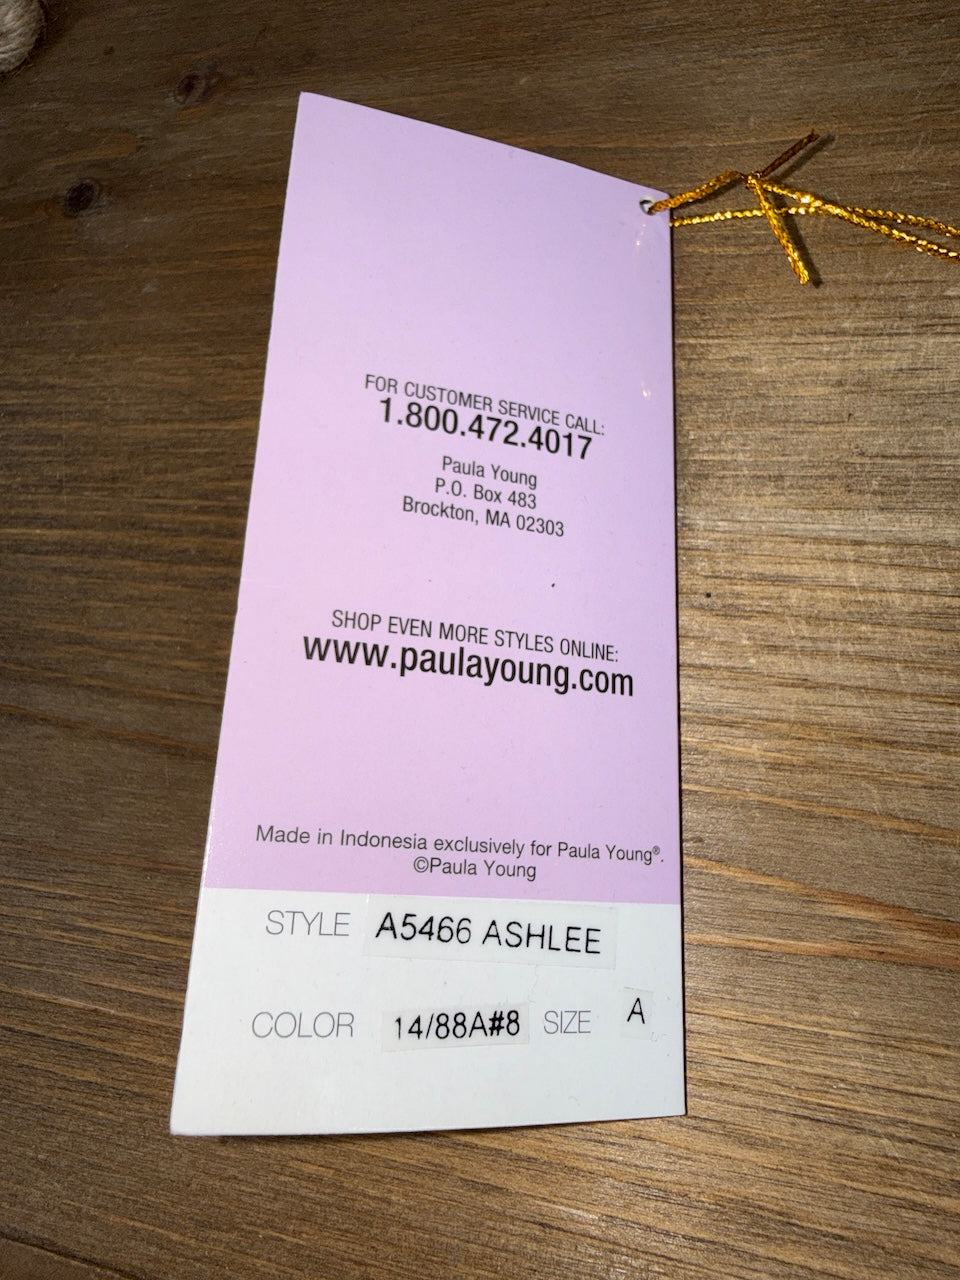 FOR CUSTOMER SERVICE CALL:
1.800.472.4017
Paula Young
P.O. Box 483
Brockton, MA 02303
SHOP EVEN MORE STYLES ONLINE:
www.paulayoung.com
Made in Indonesia exclusively for Paula Young®.
©Paula Young
STYLE A5466 ASHLEE
COLOR 14/88A#8 SIZE A